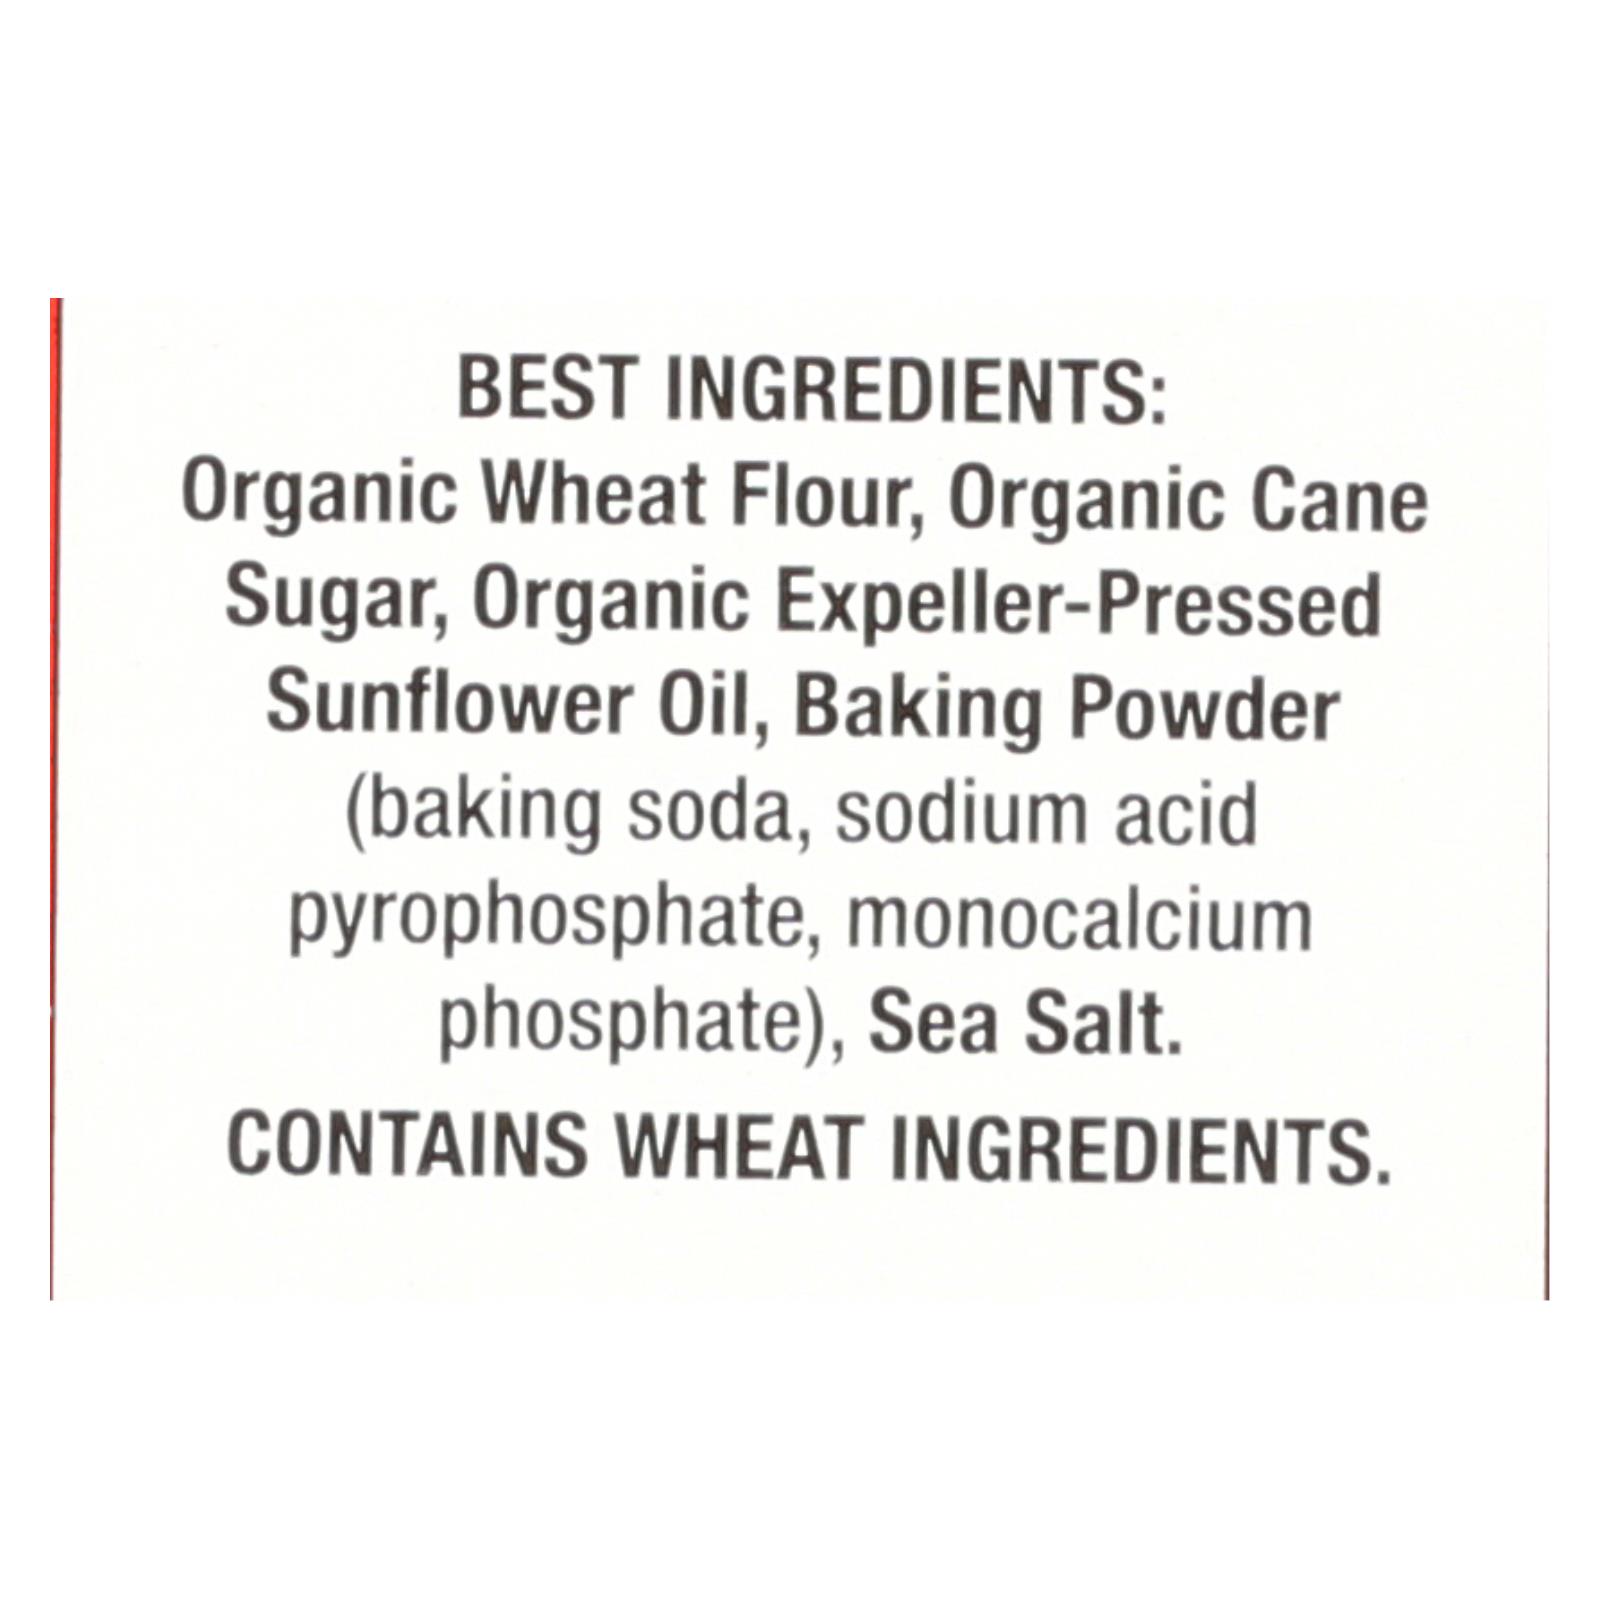 BEST INGREDIENTS:
Organic Wheat Flour, Organic Cane
Sugar, Organic Expeller-Pressed
Sunflower Oil, Baking Powder
(baking soda, sodium acid
pyrophosphate, monocalcium
phosphate), Sea Salt.
CONTAINS WHEAT INGREDIENTS.